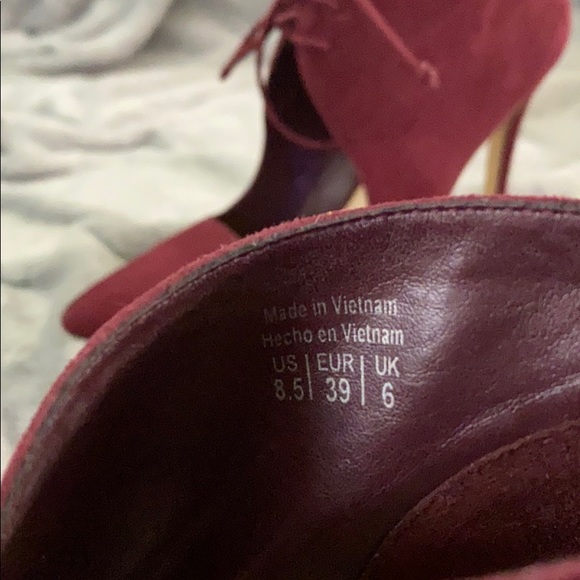 Made in Vietnam
Hecho en Vietnam
US | EUR | UK
8.5 | 39 | 6